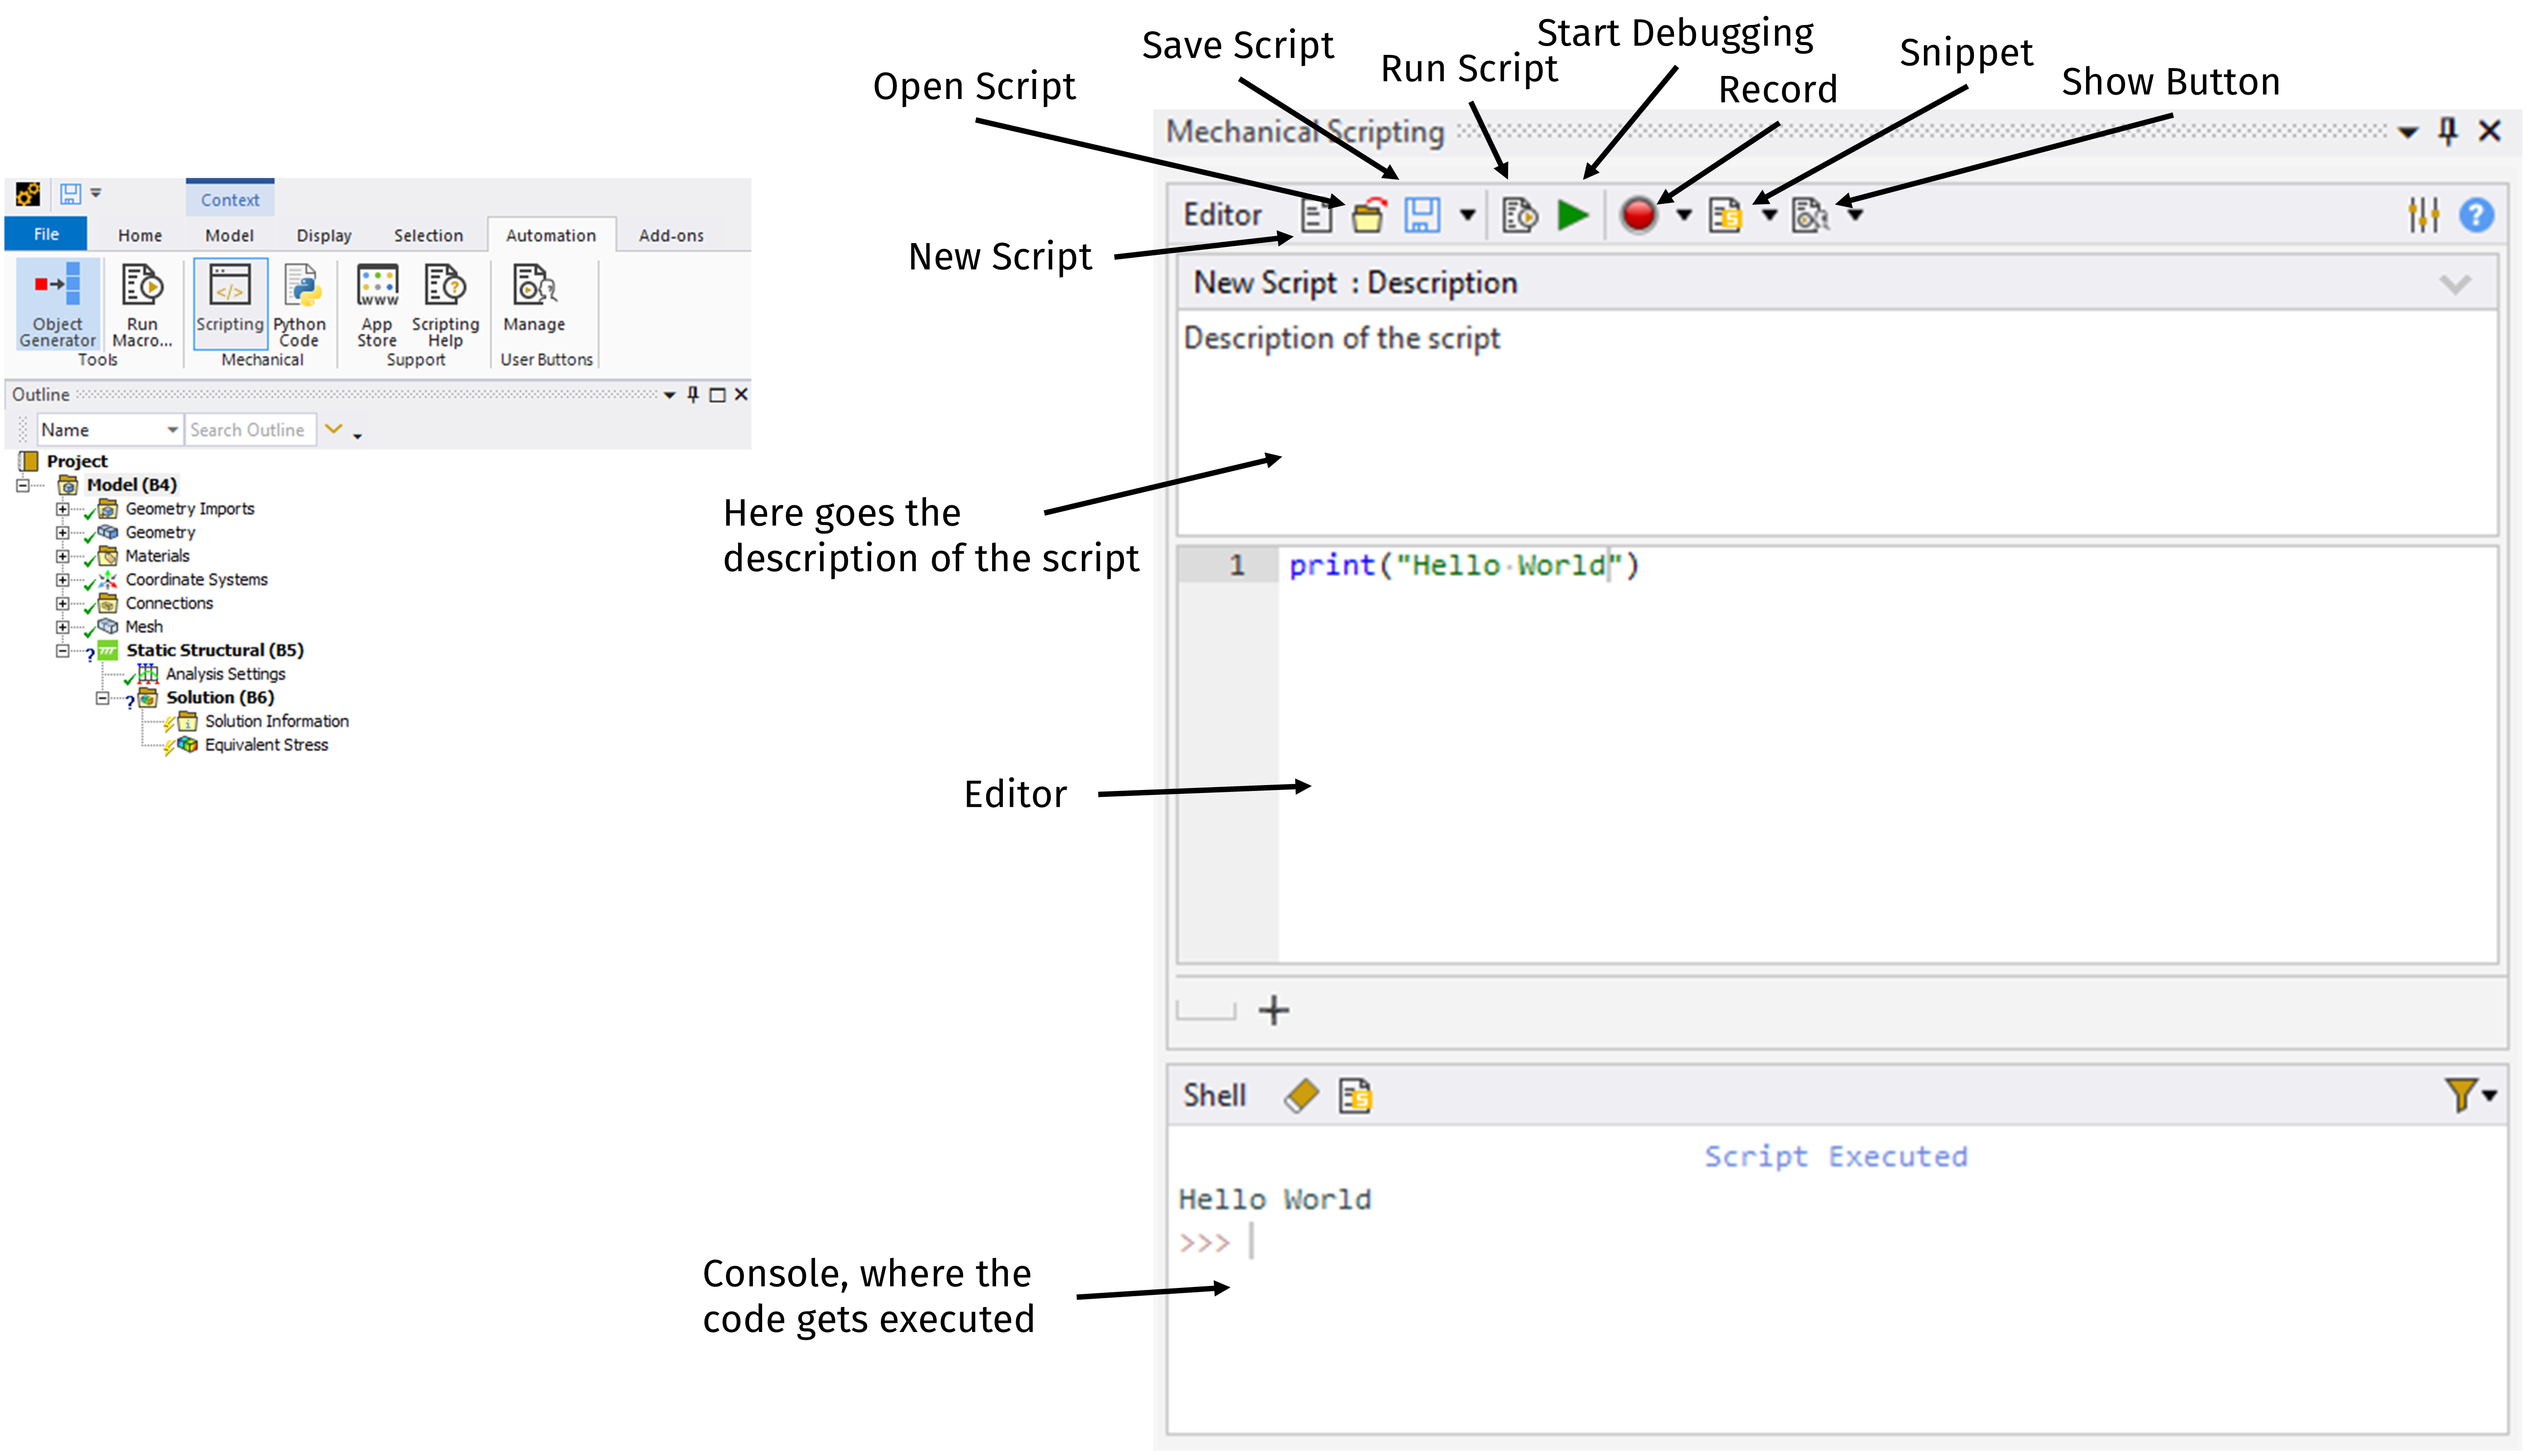 Save Script
Start Debugging
Open Script
Run Script
Record
Snippet
Show Button
New Script
Here goes the
description of the script
Editor
Console, where the
code gets executed
Context
File Home Model Display Selection Automation Add-ons
Object
Generator
Run
Macro...
Scripting
Python
Code
App
Store
Scripting
Help
Manage
Tools Mechanical Support User Buttons
www
Outline
Name Search Outline
Project
Model (B4)
Geometry Imports
Geometry
Materials
Coordinate Systems
Connections
Mesh
Static Structural (B5)
Analysis Settings
Solution (B6)
Solution Information
Equivalent Stress
Mechanical Scripting
Editor
New Script : Description
Description of the script
1 print("Hello World")
Shell
Script Executed
Hello World
>>>